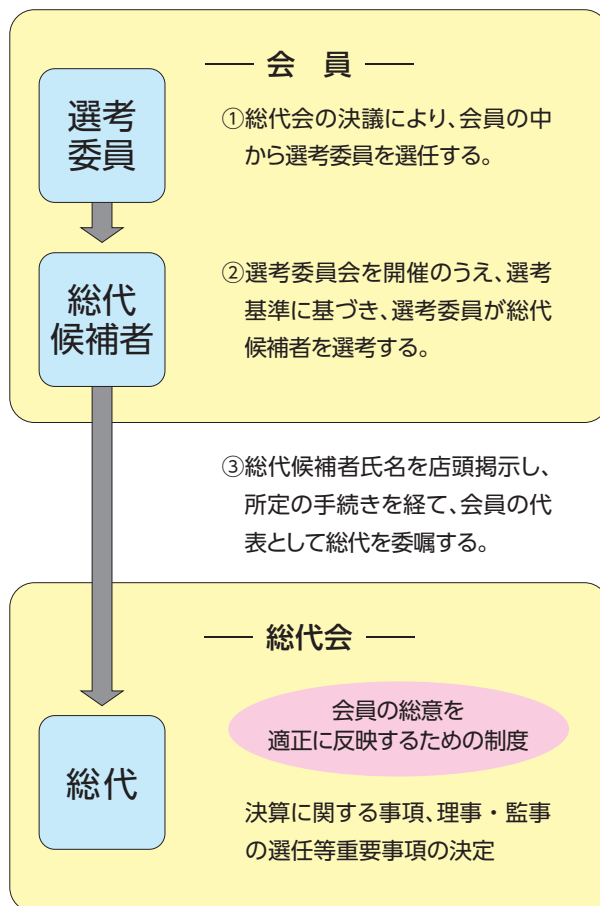 会 員
選考
委員
①総代会の決議により、会員の中
から選考委員を選任する。
総代
候補者
②選考委員会を開催のうえ、選考
基準に基づき、選考委員が総代
候補者を選考する。
③総代候補者氏名を店頭掲示し、
所定の手続きを経て、会員の代
表として総代を委嘱する。
総代会
会員の総意を
適正に反映するための制度
総代
決算に関する事項、理事・監事
の選任等重要事項の決定